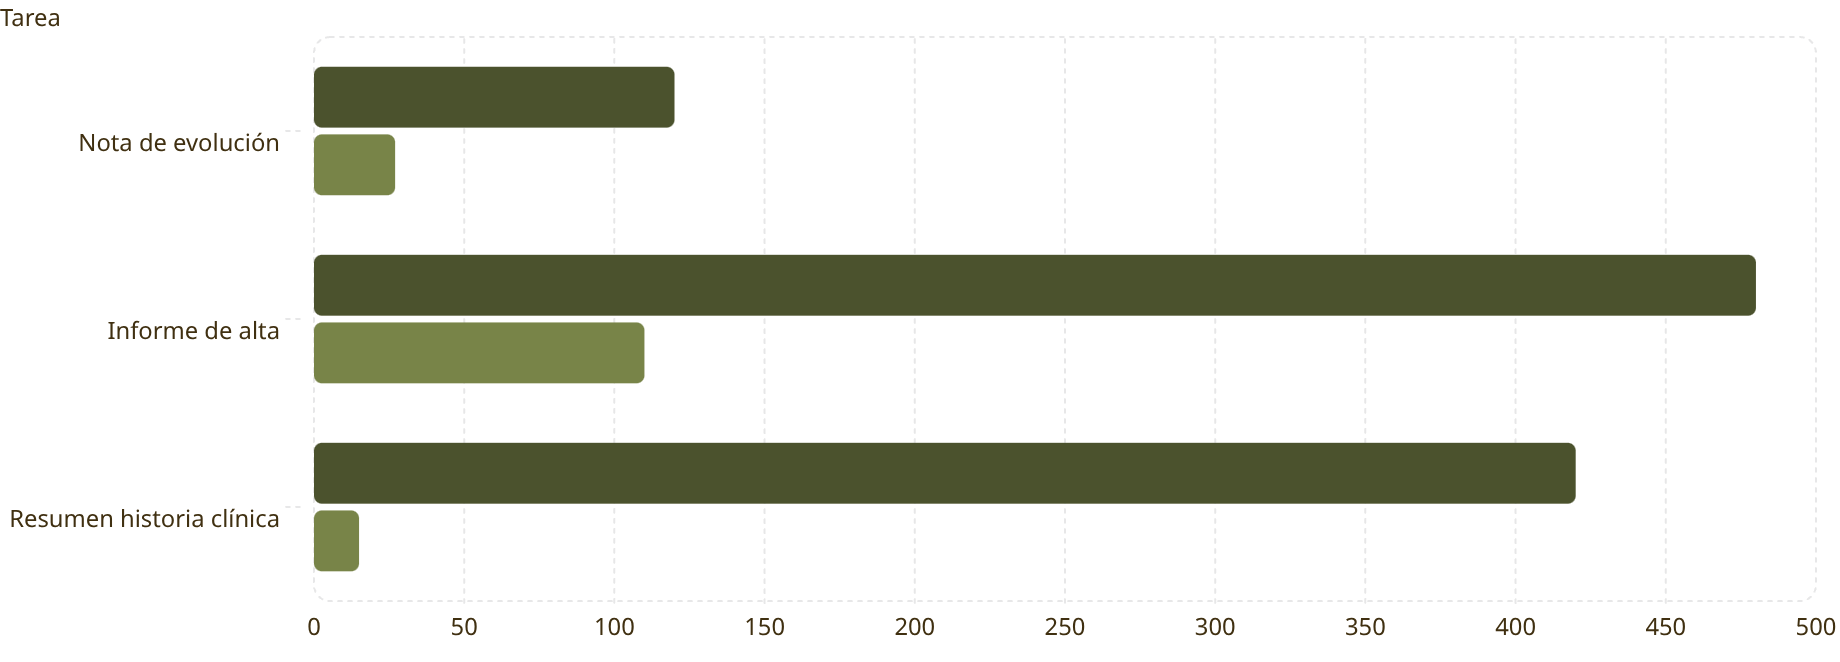 Tarea
Nota de evolución
Informe de alta
Resumen historia clínica
0 50 100 150 200 250 300 350 400 450 500